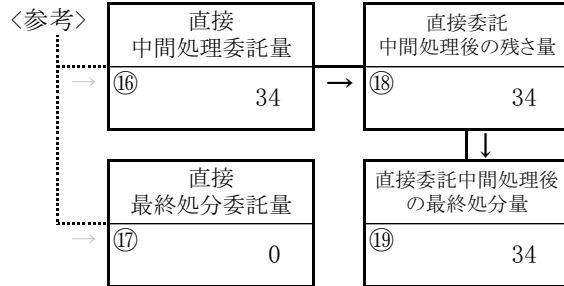 〈参考〉
直接
中間処理委託量
→
⑯
34
→
直接委託
中間処理後の残さ量
⑱
34
↓
直接
最終処分委託量
→
⑰
0
直接委託中間処理後
の最終処分量
⑲
34